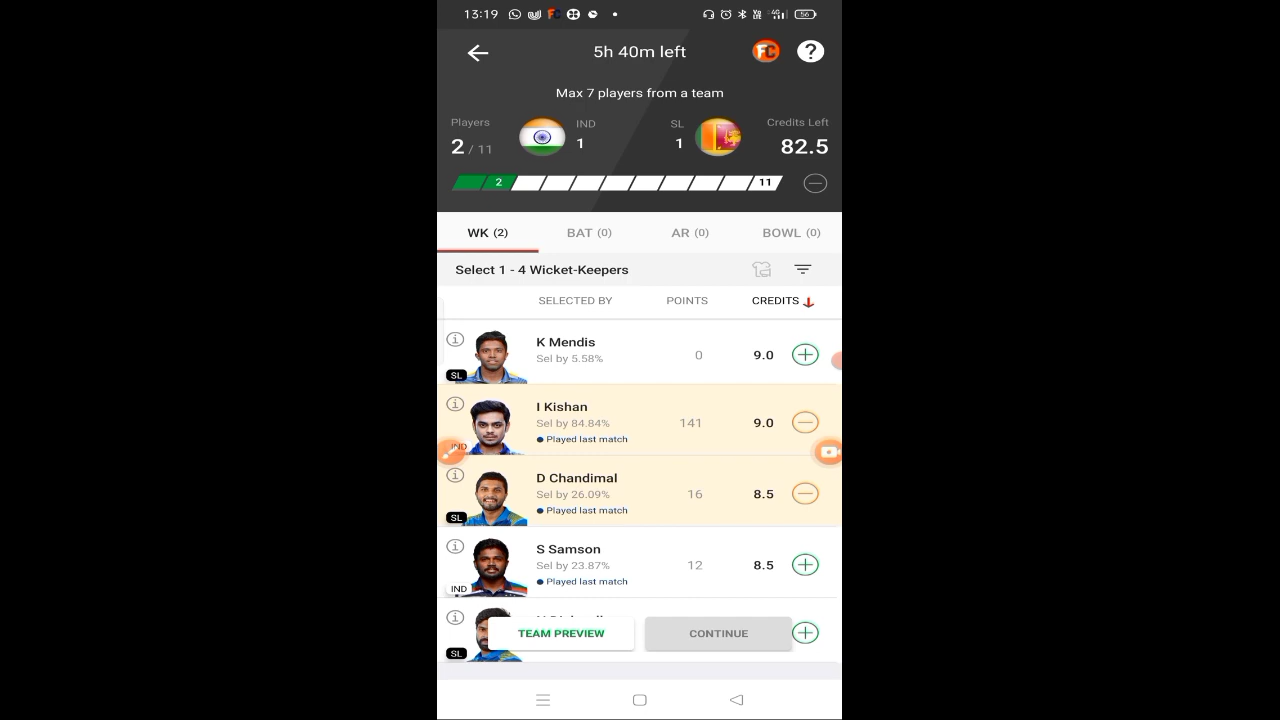 13:19 56
5h 40m left FC ?
Max 7 players from a team
Players IND SL Credits Left
2 / 11 1 1 82.5
2 11
WK (2) BAT (0) AR (0) BOWL (0)
Select 1 - 4 Wicket-Keepers
SELECTED BY POINTS CREDITS
K Mendis
Sel by 5.58% 0 9.0
SL
I Kishan
Sel by 84.84% 141 9.0
Played last match
IND
D Chandimal
Sel by 26.09% 16 8.5
Played last match
SL
S Samson
Sel by 23.87% 12 8.5
Played last match
IND
TEAM PREVIEW CONTINUE
SL